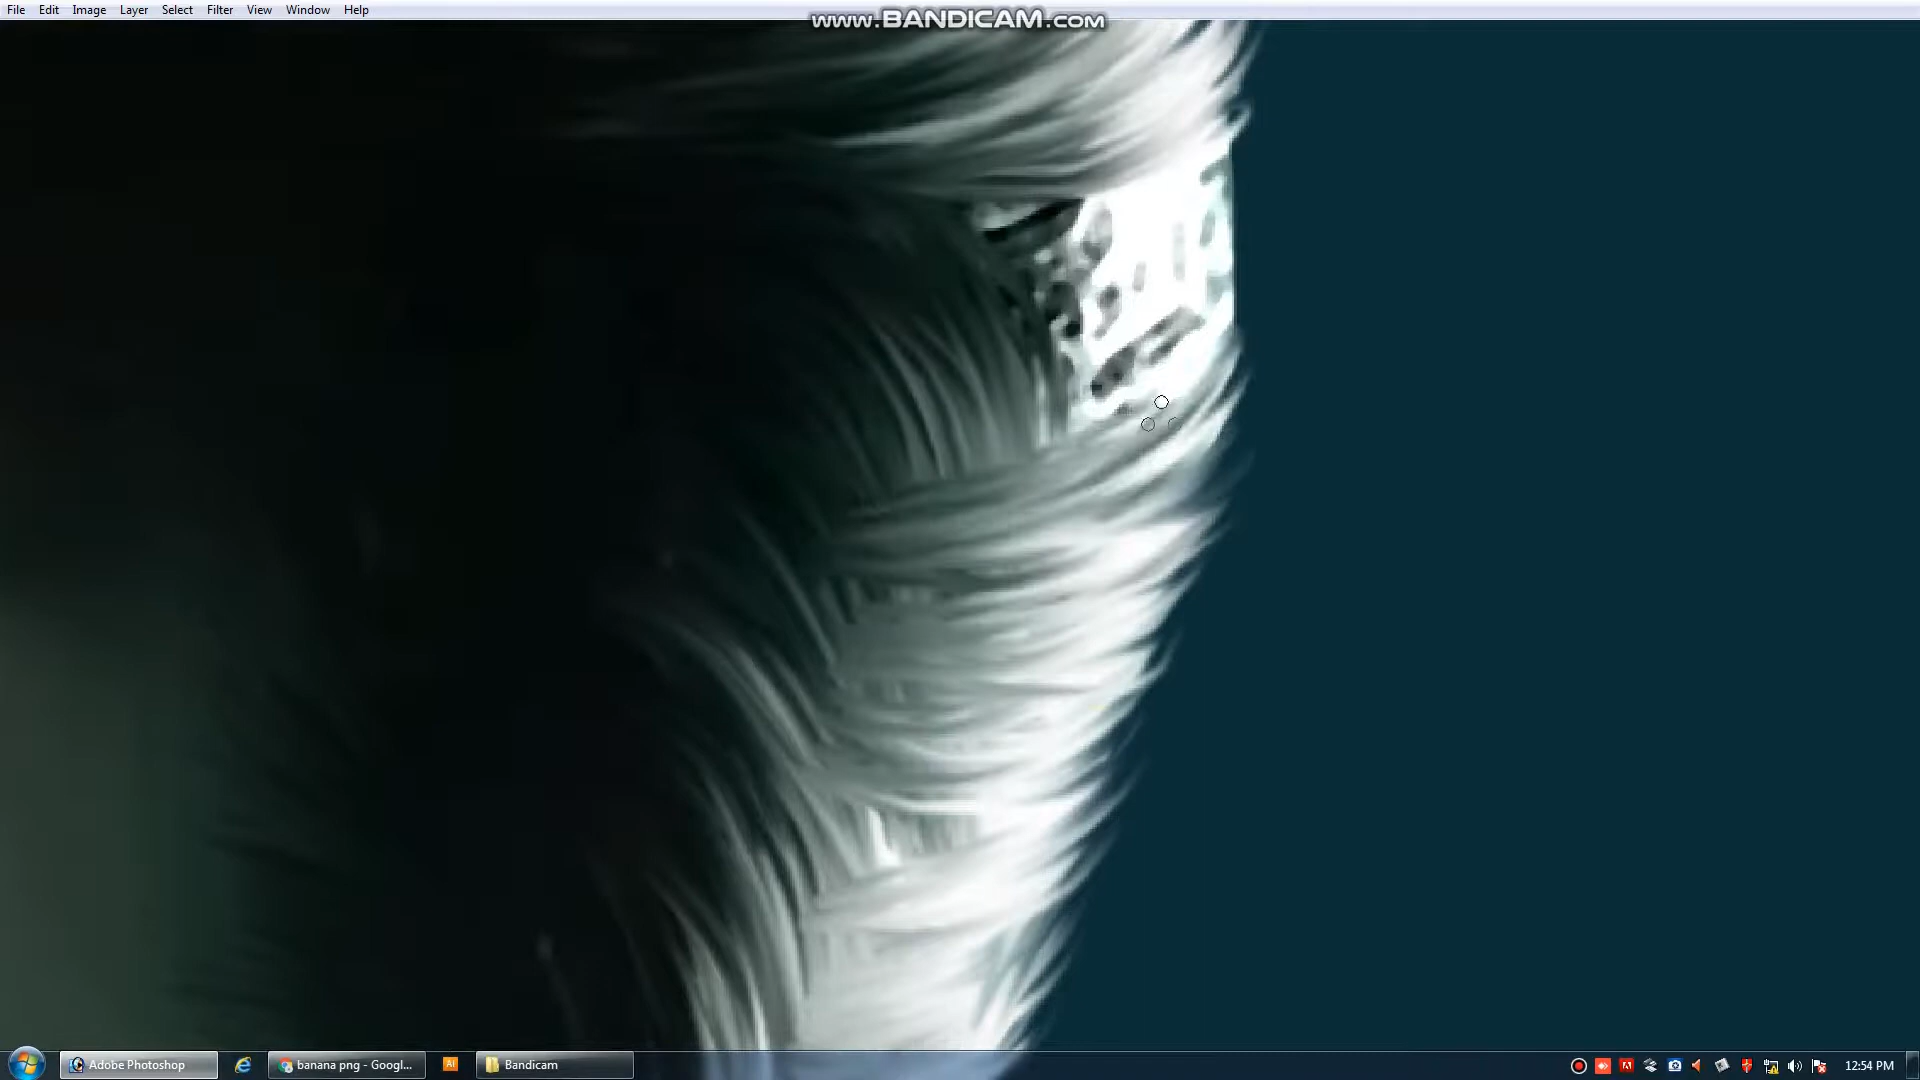 File Edit Image Layer Select Filter View Window Help
www.BANDICAM.com
Adobe Photoshop
banana png - Googl...
Ai
Bandicam
12:54 PM